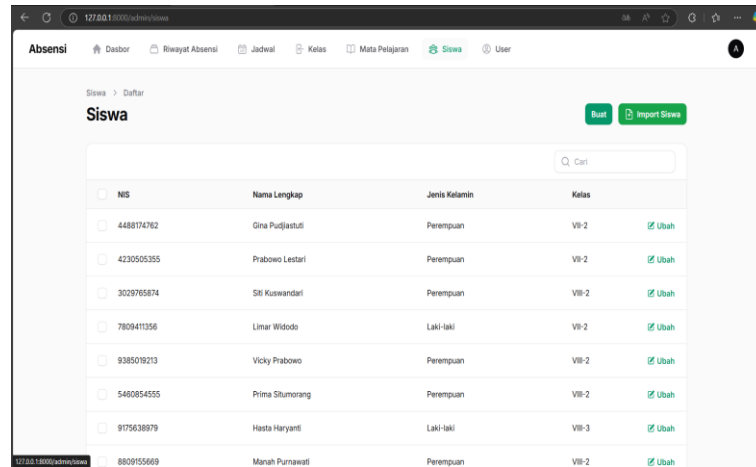 127.0.0.1:8000/admin/siswa
Absensi Dasbor Riwayat Absensi Jadwal Kelas Mata Pelajaran Siswa User A
Siswa > Daftar
Siswa Buat Import Siswa
Cari
NIS Nama Lengkap Jenis Kelamin Kelas
4488174762 Gina Pudjiastuti Perempuan VII-2 Ubah
4230505355 Prabowo Lestari Perempuan VII-2 Ubah
3029765874 Siti Kuswandari Perempuan VIII-2 Ubah
7809411356 Limar Widodo Laki-laki VII-2 Ubah
9385019213 Vicky Prabowo Perempuan VIII-2 Ubah
5460854555 Prima Situmorang Perempuan VIII-2 Ubah
9175638979 Hasta Haryanti Laki-laki VIII-3 Ubah
8809155669 Manah Purnawati Perempuan VIII-2 Ubah
127.0.0.1:8000/admin/siswa